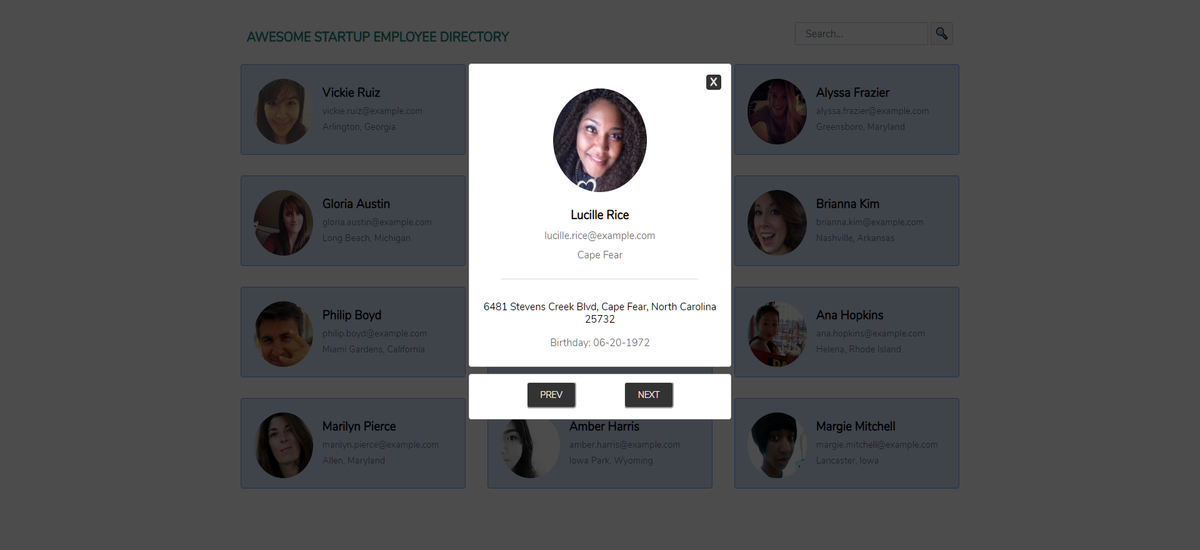 AWESOME STARTUP EMPLOYEE DIRECTORY
Search...
X
Lucille Rice
lucille.rice@example.com
Cape Fear
6481 Stevens Creek Blvd, Cape Fear, North Carolina
25732
Birthday: 06-20-1972
PREV
NEXT
Vickie Ruiz
vickie.ruiz@example.com
Arlington, Georgia
Alyssa Frazier
alyssa.frazier@example.com
Greensboro, Maryland
Gloria Austin
gloria.austin@example.com
Long Beach, Michigan
Brianna Kim
brianna.kim@example.com
Nashville, Arkansas
Philip Boyd
philip.boyd@example.com
Miami Gardens, California
Ana Hopkins
ana.hopkins@example.com
Helena, Rhode Island
Marilyn Pierce
marilyn.pierce@example.com
Allen, Maryland
Amber Harris
amber.harris@example.com
Iowa Park, Wyoming
Margie Mitchell
margie.mitchell@example.com
Lancaster, Iowa